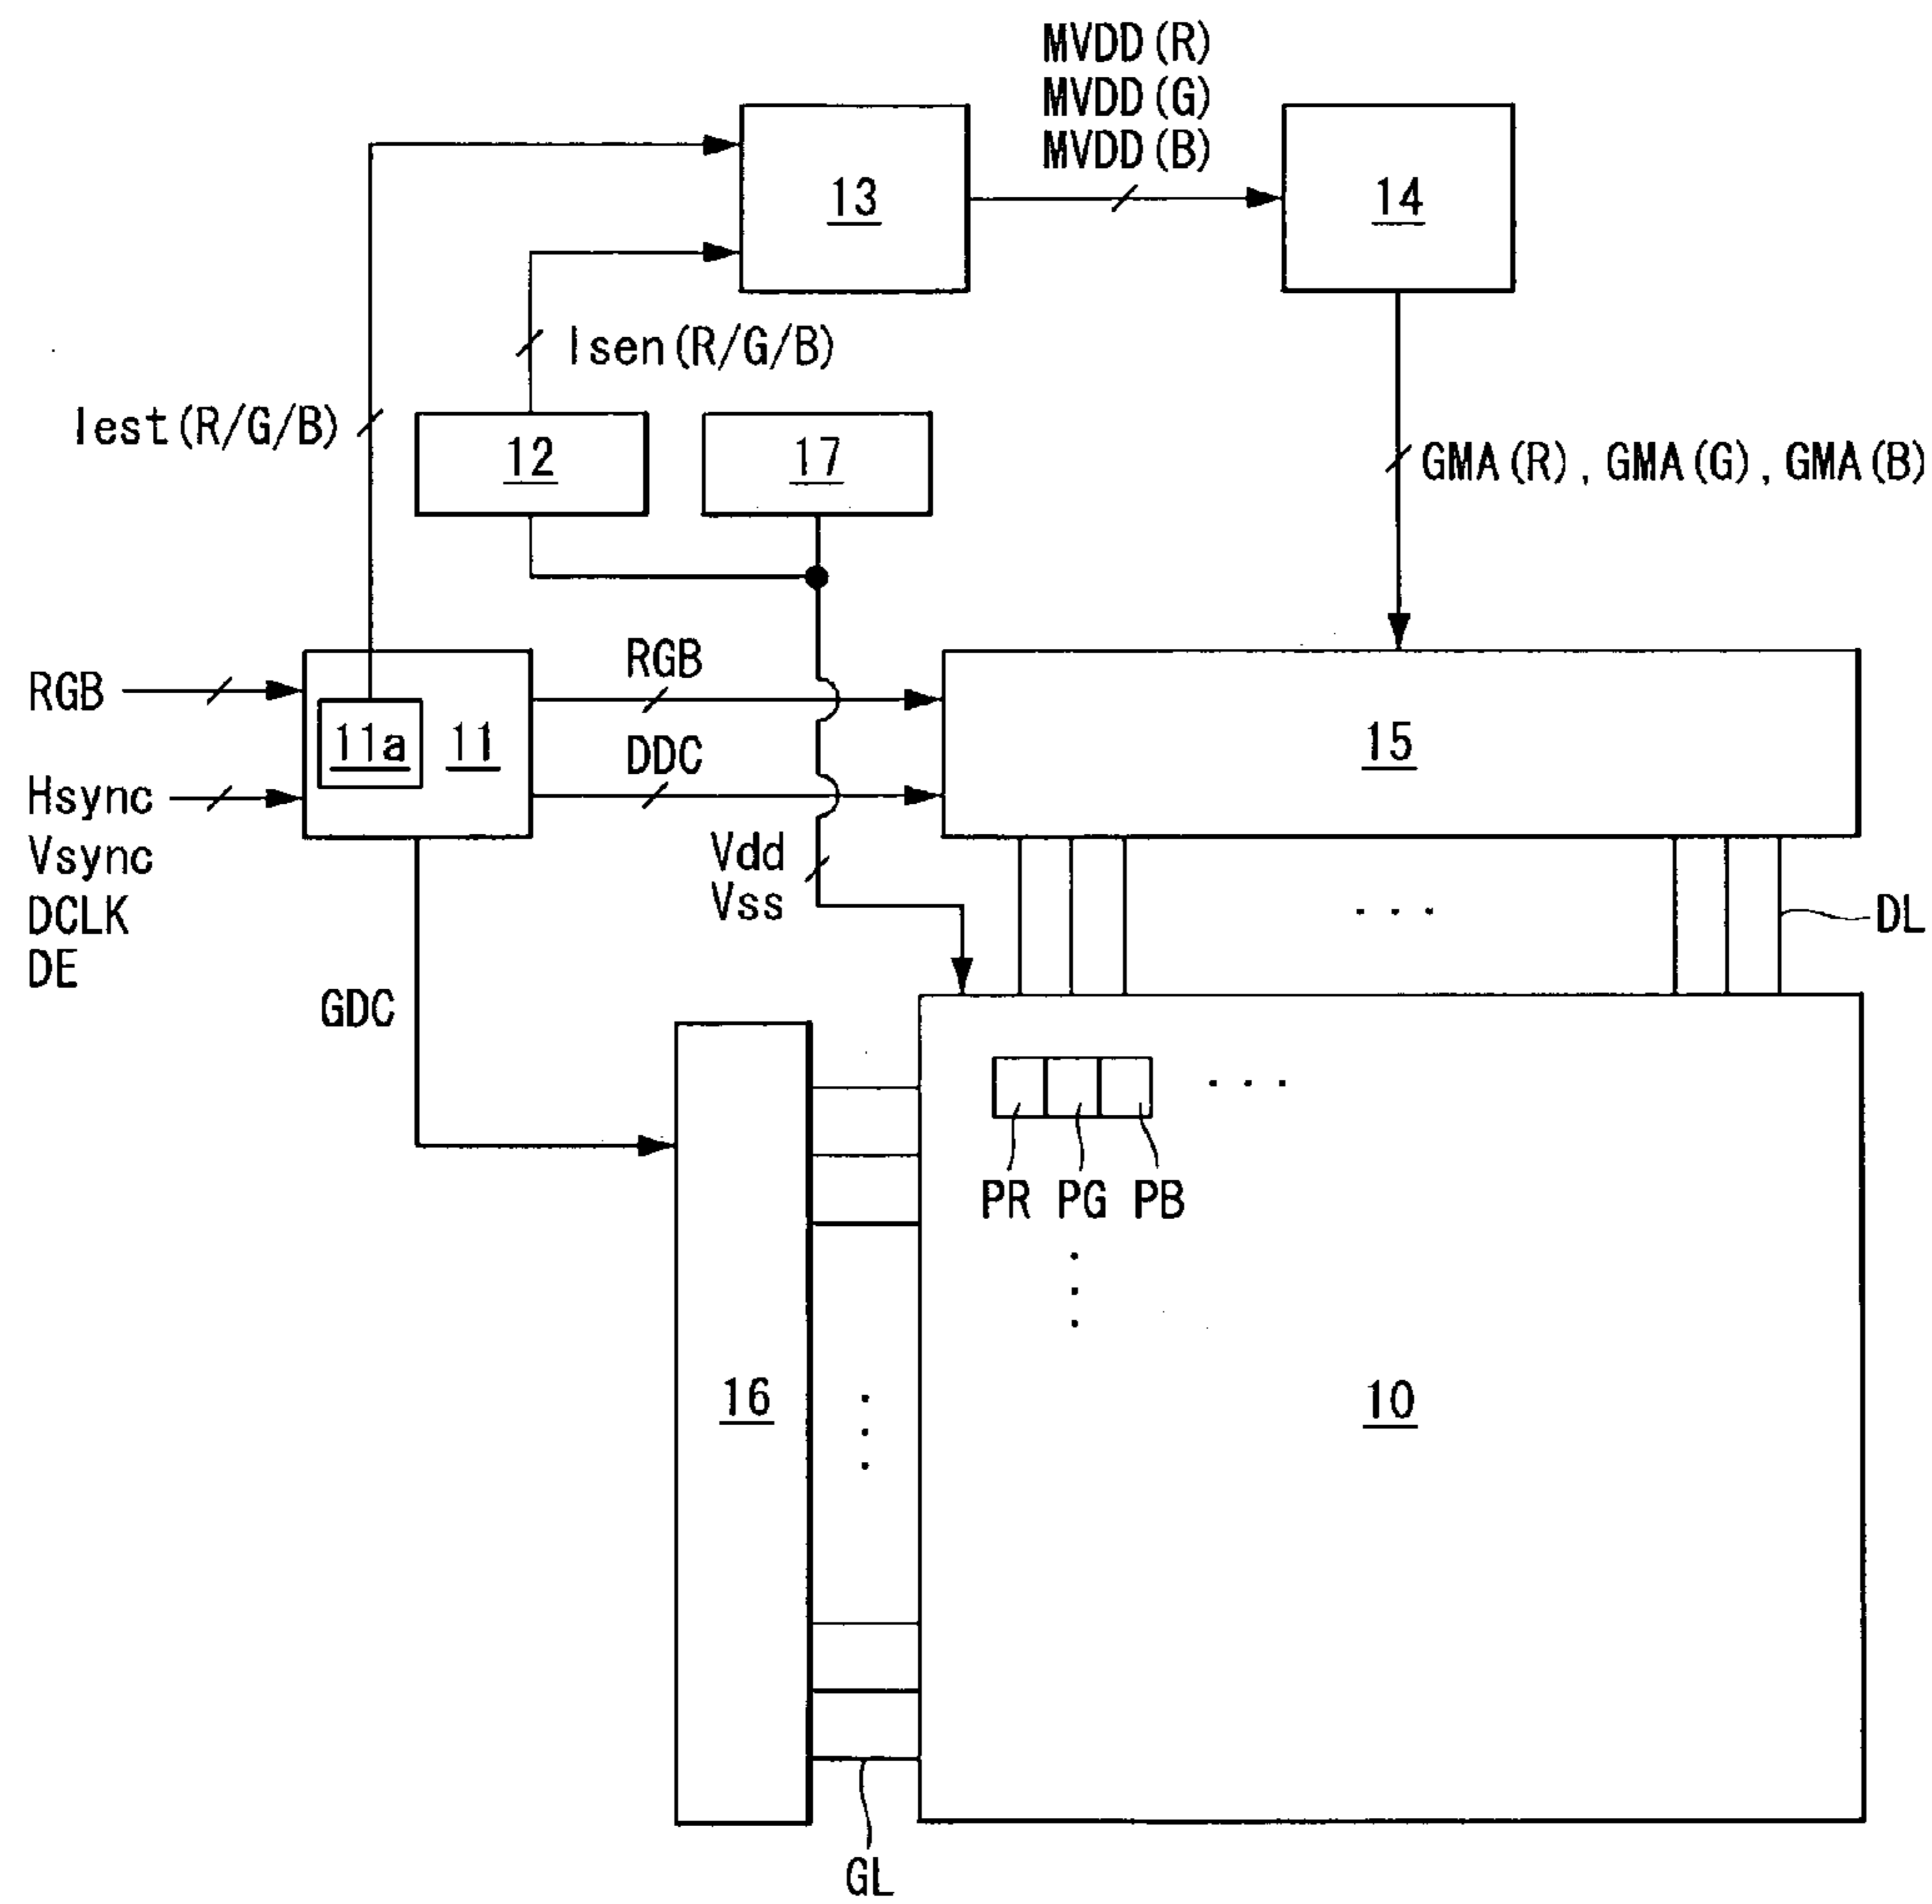 MVDD(R)
MVDD(G)
MVDD(B)
13
14
Isen(R/G/B)
Iest(R/G/B)
12
17
GMA(R), GMA(G), GMA(B)
RGB
RGB
11a
11
DDC
15
Hsync
Vsync
DCLK
DE
Vdd
Vss
DL
GDC
PR PG PB
16
10
GL